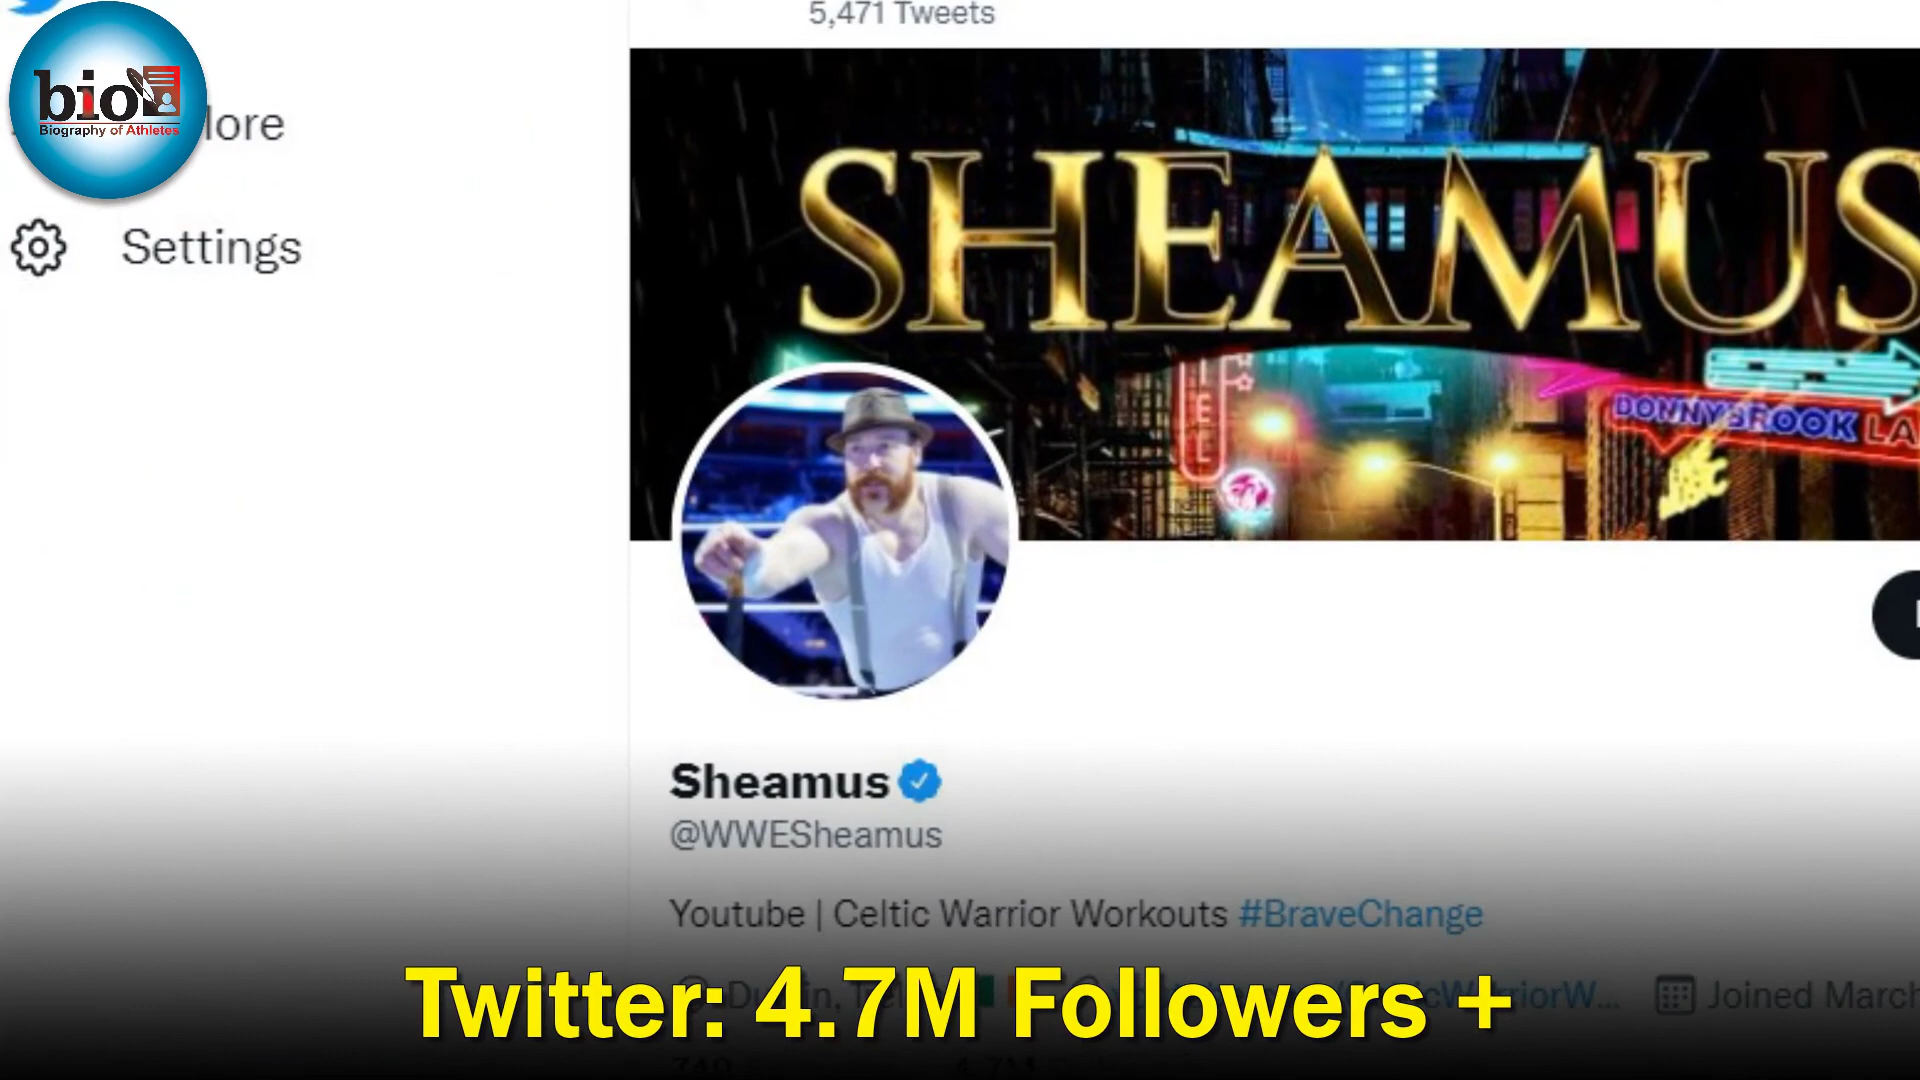 5,471 Tweets
bio
Biography of Athletes
lore
Settings
SHEAMUS
DONNYBROOK LA
Sheamus
@WWESheamus
Youtube | Celtic Warrior Workouts #BraveChange
Joined March
Twitter: 4.7M Followers +